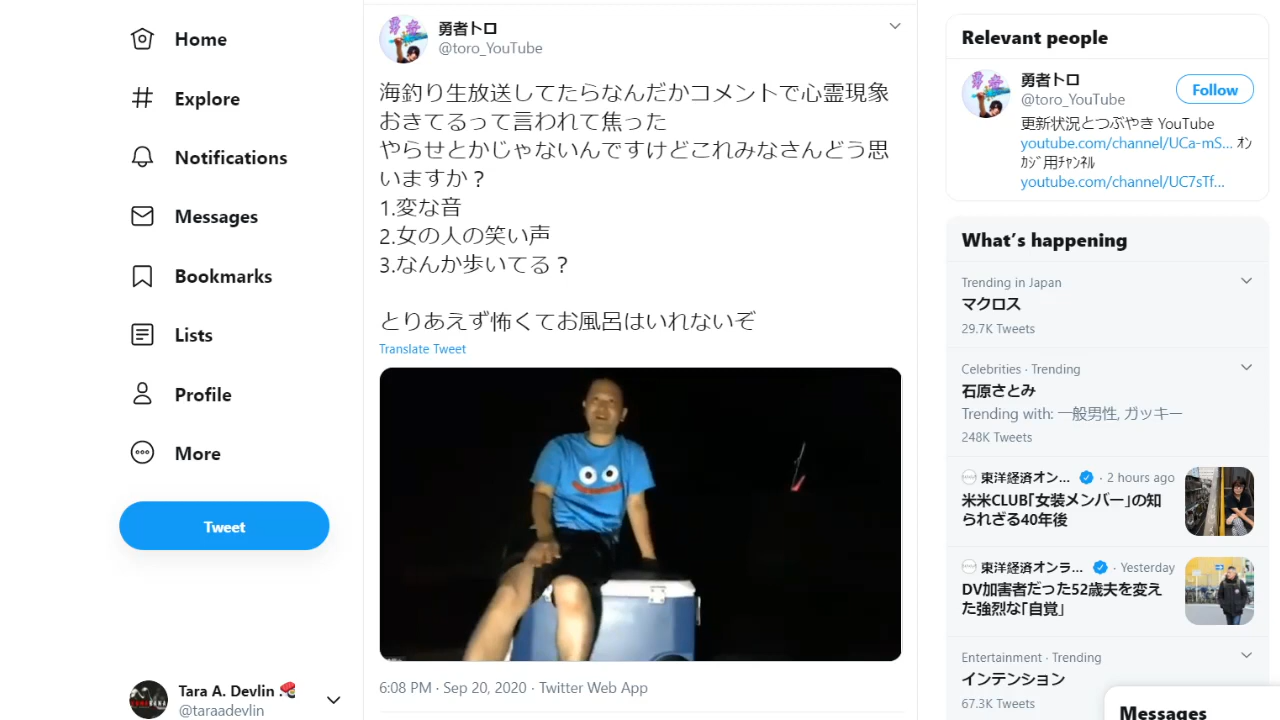 Home
Explore
Notifications
Messages
Bookmarks
Lists
Profile
More
Tweet
Tara A. Devlin
@taraadevlin
勇者トロ
@toro_YouTube
海釣り生放送してたらなんだかコメントで心霊現象
おきてるって言われて焦った
やらせとかじゃないんですけどこれみなさんどう思
いますか？
1.変な音
2.女の人の笑い声
3.なんか歩いてる？
とりあえず怖くてお風呂はいれないぞ
Translate Tweet
6:08 PM · Sep 20, 2020 · Twitter Web App
Relevant people
勇者トロ
@toro_YouTube
Follow
更新状況とつぶやき YouTube
youtube.com/channel/UCa-mS... ｵﾝ
ｶｼﾞ用ﾁｬﾝﾈﾙ
youtube.com/channel/UC7sTf...
What's happening
Trending in Japan
マクロス
29.7K Tweets
Celebrities · Trending
石原さとみ
Trending with: 一般男性, ガッキー
248K Tweets
東洋経済オン... · 2 hours ago
米米CLUB｢女装メンバー｣の知
られざる40年後
東洋経済オンラ... · Yesterday
DV加害者だった52歳夫を変え
た強烈な｢自覚｣
Entertainment · Trending
インテンション
67.3K Tweets
Messages